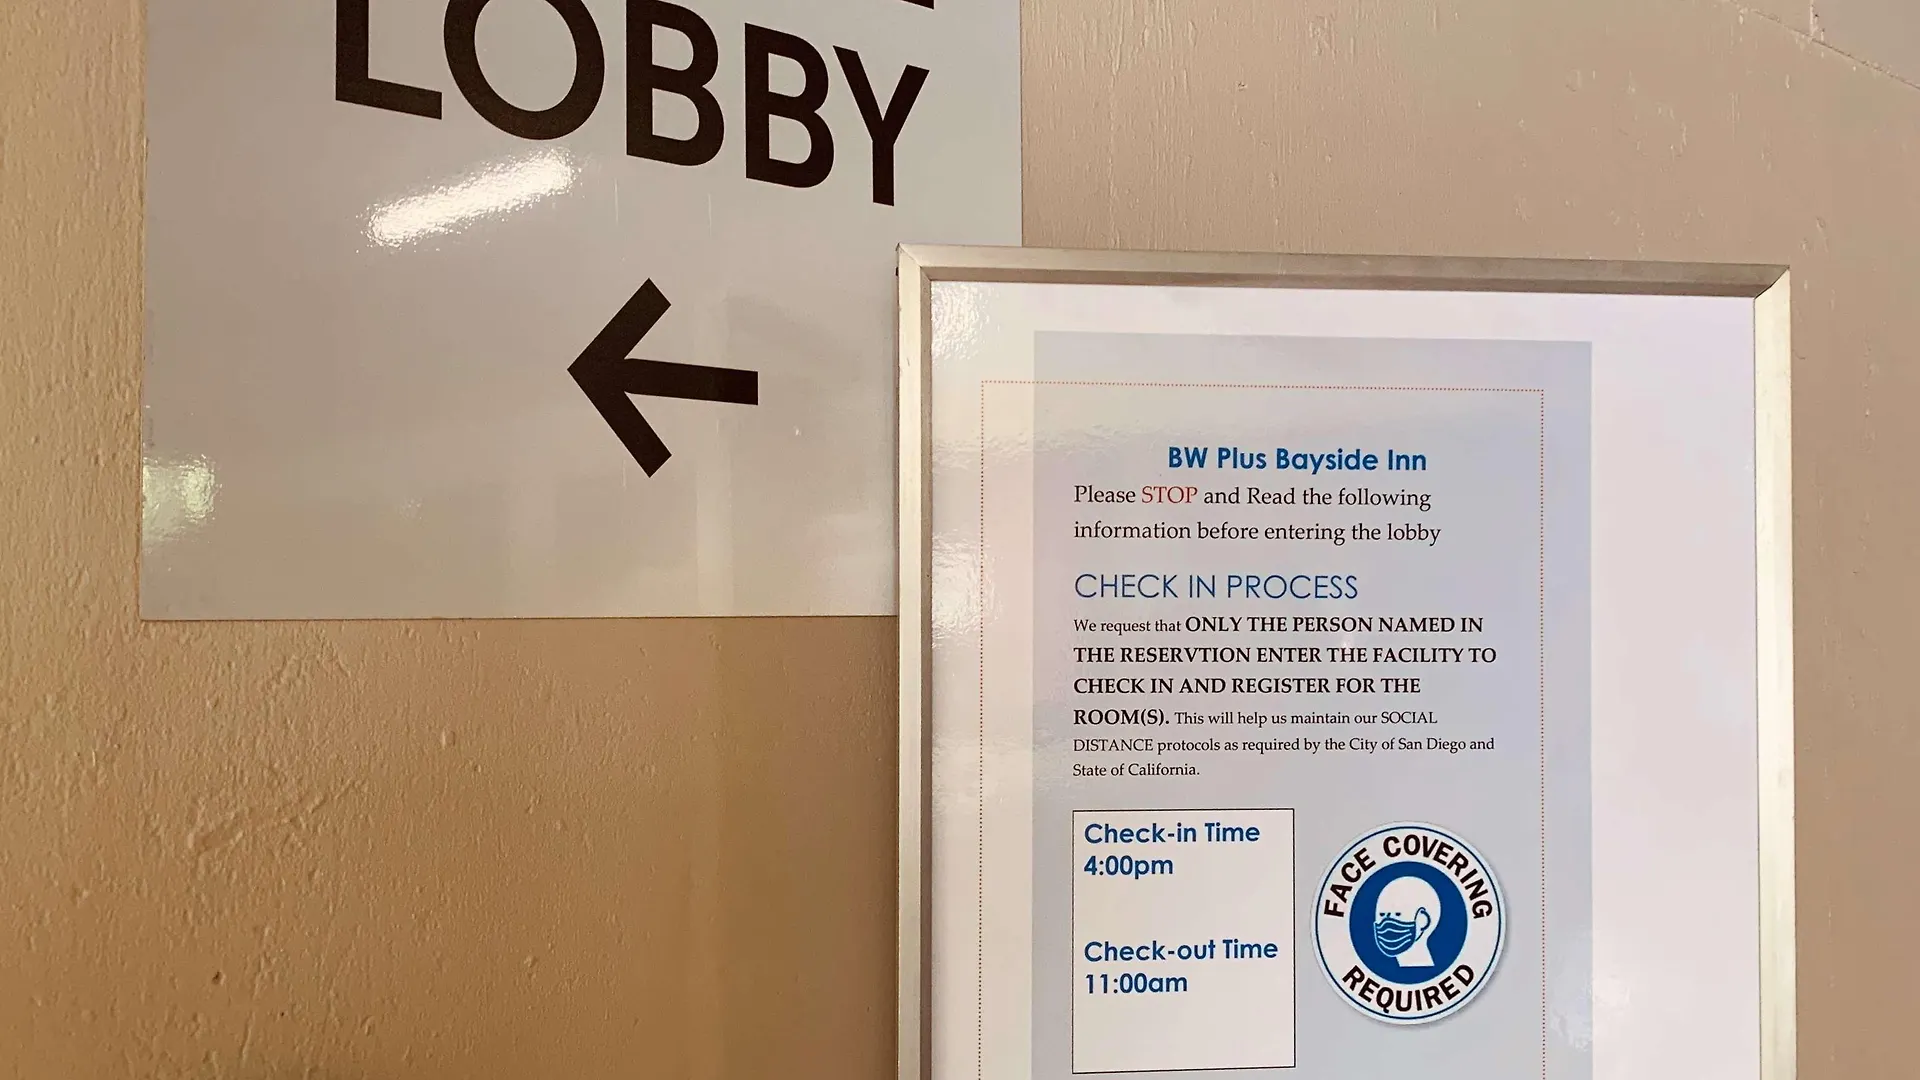 LOBBY
BW Plus Bayside Inn
Please STOP and Read the following
information before entering the lobby
CHECK IN PROCESS
We request that ONLY THE PERSON NAMED IN
THE RESERVTION ENTER THE FACILITY TO
CHECK IN AND REGISTER FOR THE
ROOM(S). This will help us maintain our SOCIAL
DISTANCE protocols as required by the City of San Diego and
State of California.
Check-in Time
4:00pm
Check-out Time
11:00am
FACE COVERING
REQUIRED